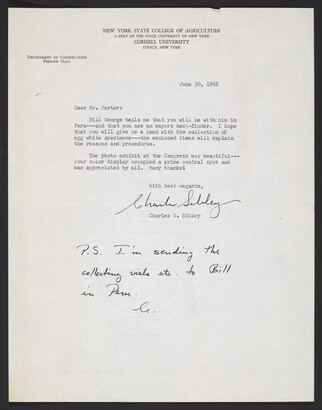 NEW YORK STATE COLLEGE OF AGRICULTURE
A UNIT OF THE STATE UNIVERSITY OF NEW YORK
CORNELL UNIVERSITY
ITHACA, NEW YORK
DEPARTMENT OF CONSERVATION
FERNOW HALL
June 30, 1962
Dear Mr. Porter:
Bill George tells me that you will be with him in
Peru---and that you are an expert nest-finder. I hope
that you will give us a hand with the collection of
egg white specimens---the enclosed items will explain
the reasons and procedures.
The photo exhibit at the Congress was beautiful---
your major display occupied a prime central spot and
was appreciated by all. Many thanks!
With best regards,
Charles Sibley
Charles G. Sibley
P.S. I'm sending the
collecting vials etc. to Bill
in Peru.
C.